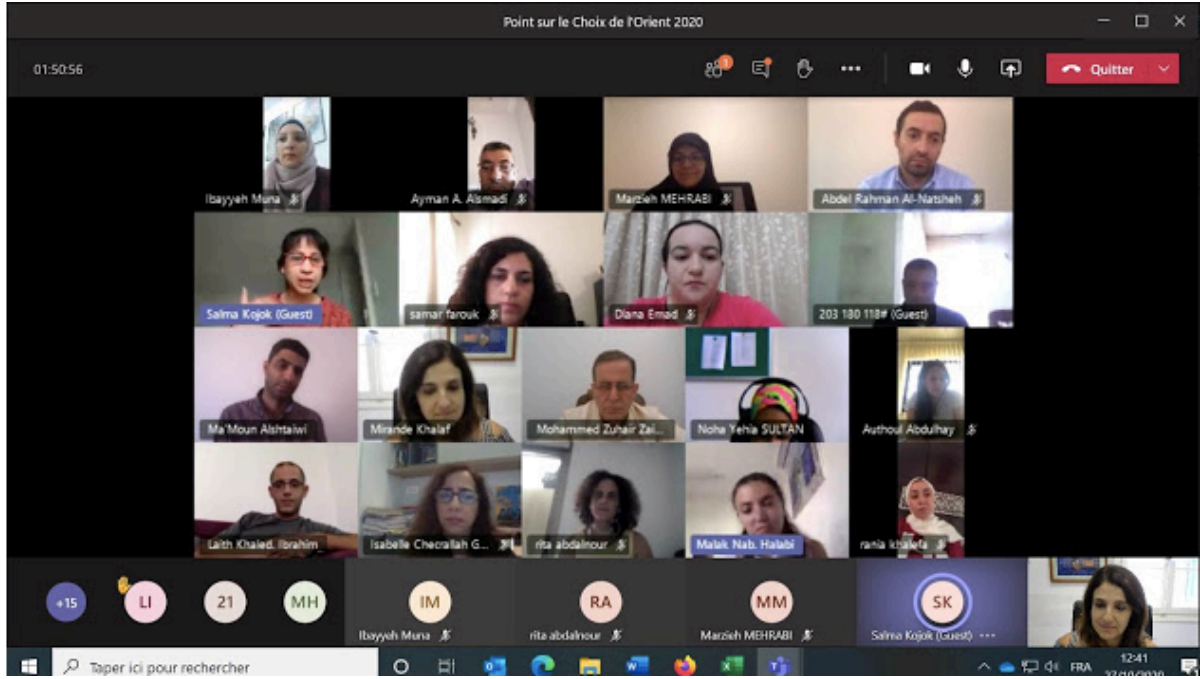 Point sur le Choix de l'Orient 2020
01:50:56
1
Quitter
Ibayyeh Muna
Ayman A. Alsmadi
Marzieh MEHRABI
Abdel Rahman Al-Natsheh
Salma Kojok (Guest)
samar farouk
Diana Emad
203 180 118# (Guest)
Ma'Moun Alshtaiwi
Mirande Khalaf
Mohammed Zuhair Zai...
Noha Yehia SULTAN
Authoul Abdulhay
Laith Khaled. Ibrahim
Isabelle Checrallah G...
rita abdalnour
Malak Nab. Halabi
rania khalefa
+15
LI
21
MH
IM
RA
MM
SK
Ibayyeh Muna
rita abdalnour
Marzieh MEHRABI
Salma Kojok (Guest)
Taper ici pour rechercher
FRA
12:41
27/10/2020